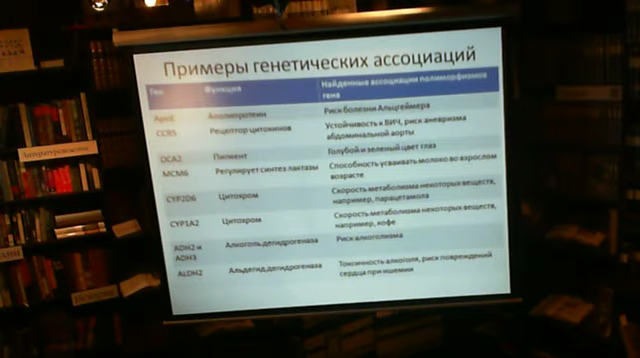 Примеры генетических ассоциаций
Ген Функция Найденные ассоциации полиморфизмов
гена
ApoE Аполипротеин Риск болезни Альцгеймера
CCR5 Рецептор цитокинов Устойчивость к ВИЧ, риск аневризма
абдоминальной аорты
OCA2 Пигмент Голубой и зеленый цвет глаз
MCM6 Регулирует синтез лактазы Способность усваивать молоко во взрослом
возрасте
CYP2D6 Цитохром Скорость метаболизма некоторых веществ,
например, парацетамола
CYP1A2 Цитохром Скорость метаболизма некоторых веществ,
например, кофе
ADH2 и Алкоголь дегидрогеназа Риск алкоголизма
ADH3
ALDH2 Альдегид дегидрогеназа Токсичность алкоголя, риск повреждений
сердца при ишемии